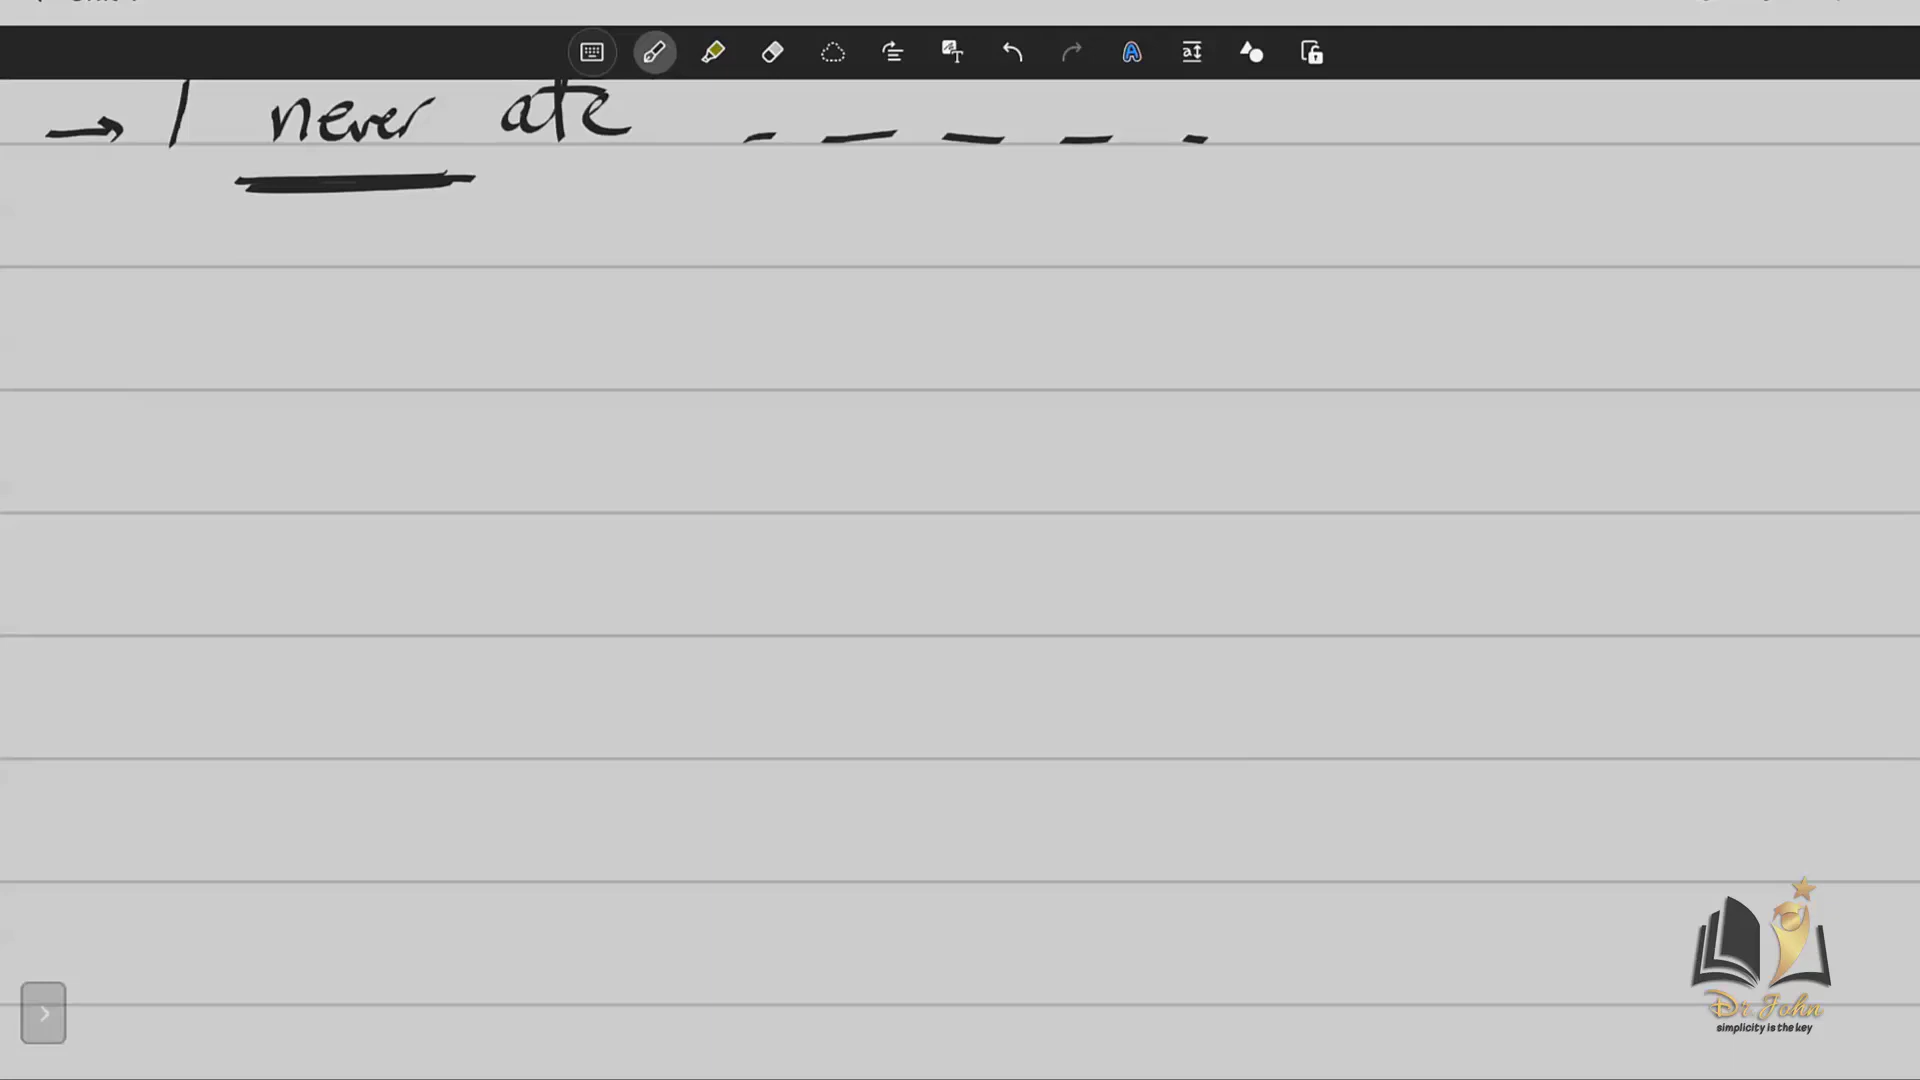 → I never ate - — — — -
Dr. John
simplicity is the key